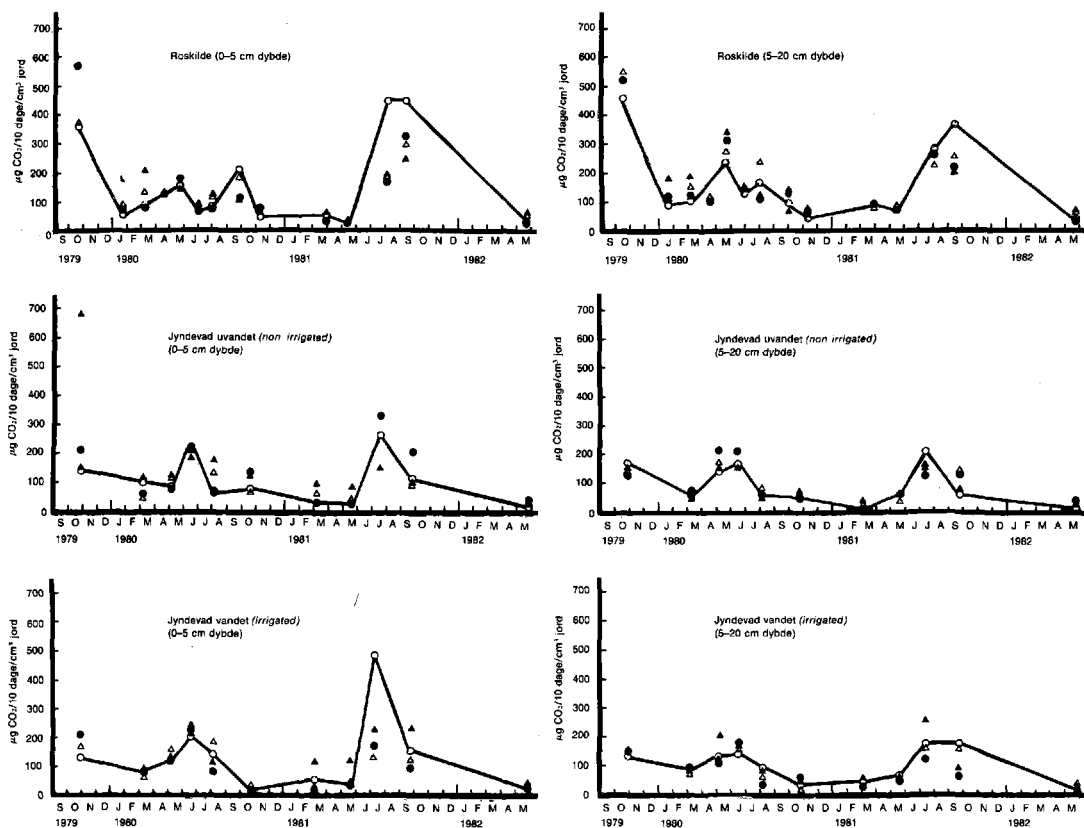 700
600
500
400
300
200
100
0
µg CO₂/10 dage/cm³ jord
Roskilde (0–5 cm dybde)
S O N D J F M A M J J A S O N D J F M A M J J A S O N D J F M A M
1979 1980 1981 1982
700
600
500
400
300
200
100
0
µg CO₂/10 dage/cm³ jord
Roskilde (5–20 cm dybde)
S O N D J F M A M J J A S O N D J F M A M J J A S O N D J F M A M
1979 1980 1981 1982
700
600
500
400
300
200
100
0
µg CO₂/10 dage/cm³ jord
Jyndevad uvandet (non irrigated)
(0–5 cm dybde)
S O N D J F M A M J J A S O N D J F M A M J J A S O N D J F M A M
1979 1980 1981 1982
700
600
500
400
300
200
100
0
µg CO₂/10 dage/cm³ jord
Jyndevad uvandet (non irrigated)
(5–20 cm dybde)
S O N D J F M A M J J A S O N D J F M A M J J A S O N D J F M A M
1979 1980 1981 1982
700
600
500
400
300
200
100
0
µg CO₂/10 dage/cm³ jord
Jyndevad vandet (irrigated)
(0–5 cm dybde)
S O N D J F M A M J J A S O N D J F M A M J J A S O N D J F M A M
1979 1980 1981 1982
700
600
500
400
300
200
100
0
µg CO₂/10 dage/cm³ jord
Jyndevad vandet (irrigated)
(5–20 cm dybde)
S O N D J F M A M J J A S O N D J F M A M J J A S O N D J F M A M
1979 1980 1981 1982